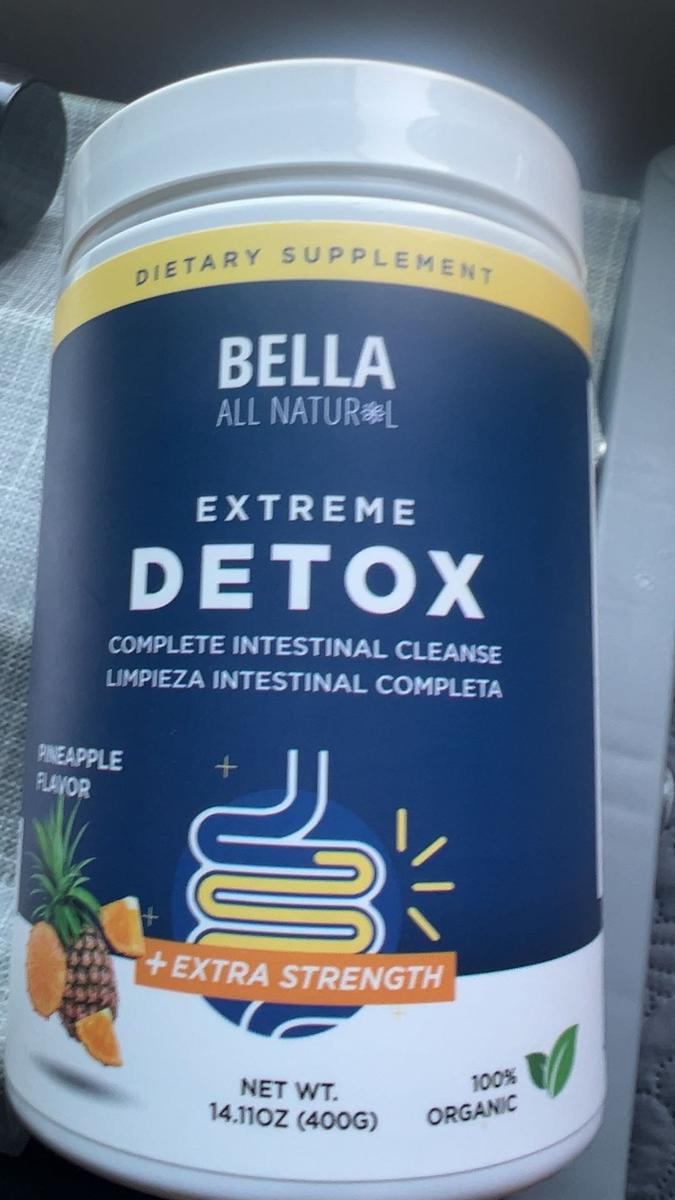 DIETARY SUPPLEMENT
BELLA
ALL NATURAL
EXTREME
DETOX
COMPLETE INTESTINAL CLEANSE
LIMPIEZA INTESTINAL COMPLETA
PINEAPPLE
FLAVOR
+ EXTRA STRENGTH
NET WT.
14.11OZ (400G)
100%
ORGANIC